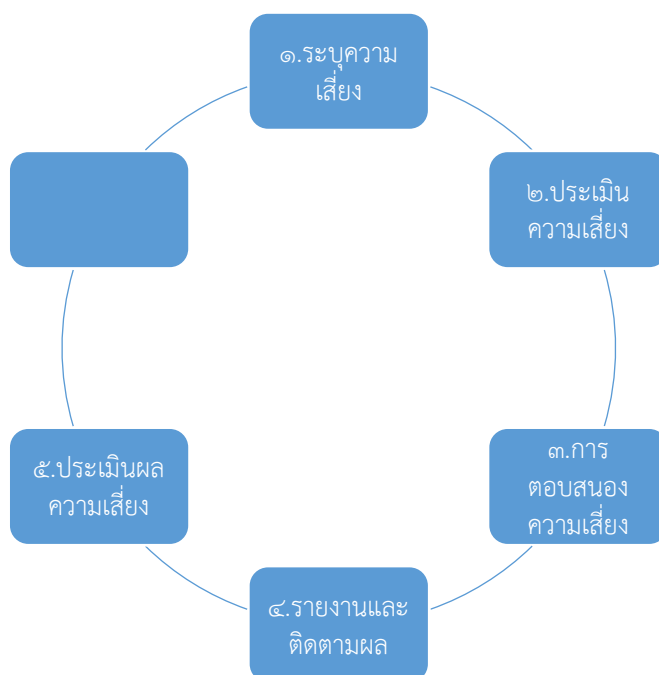 ๑.ระบุความ
เสี่ยง
๒.ประเมิน
ความเสี่ยง
๓.การ
ตอบสนอง
ความเสี่ยง
๔.รายงานและ
ติดตามผล
๕.ประเมินผล
ความเสี่ยง